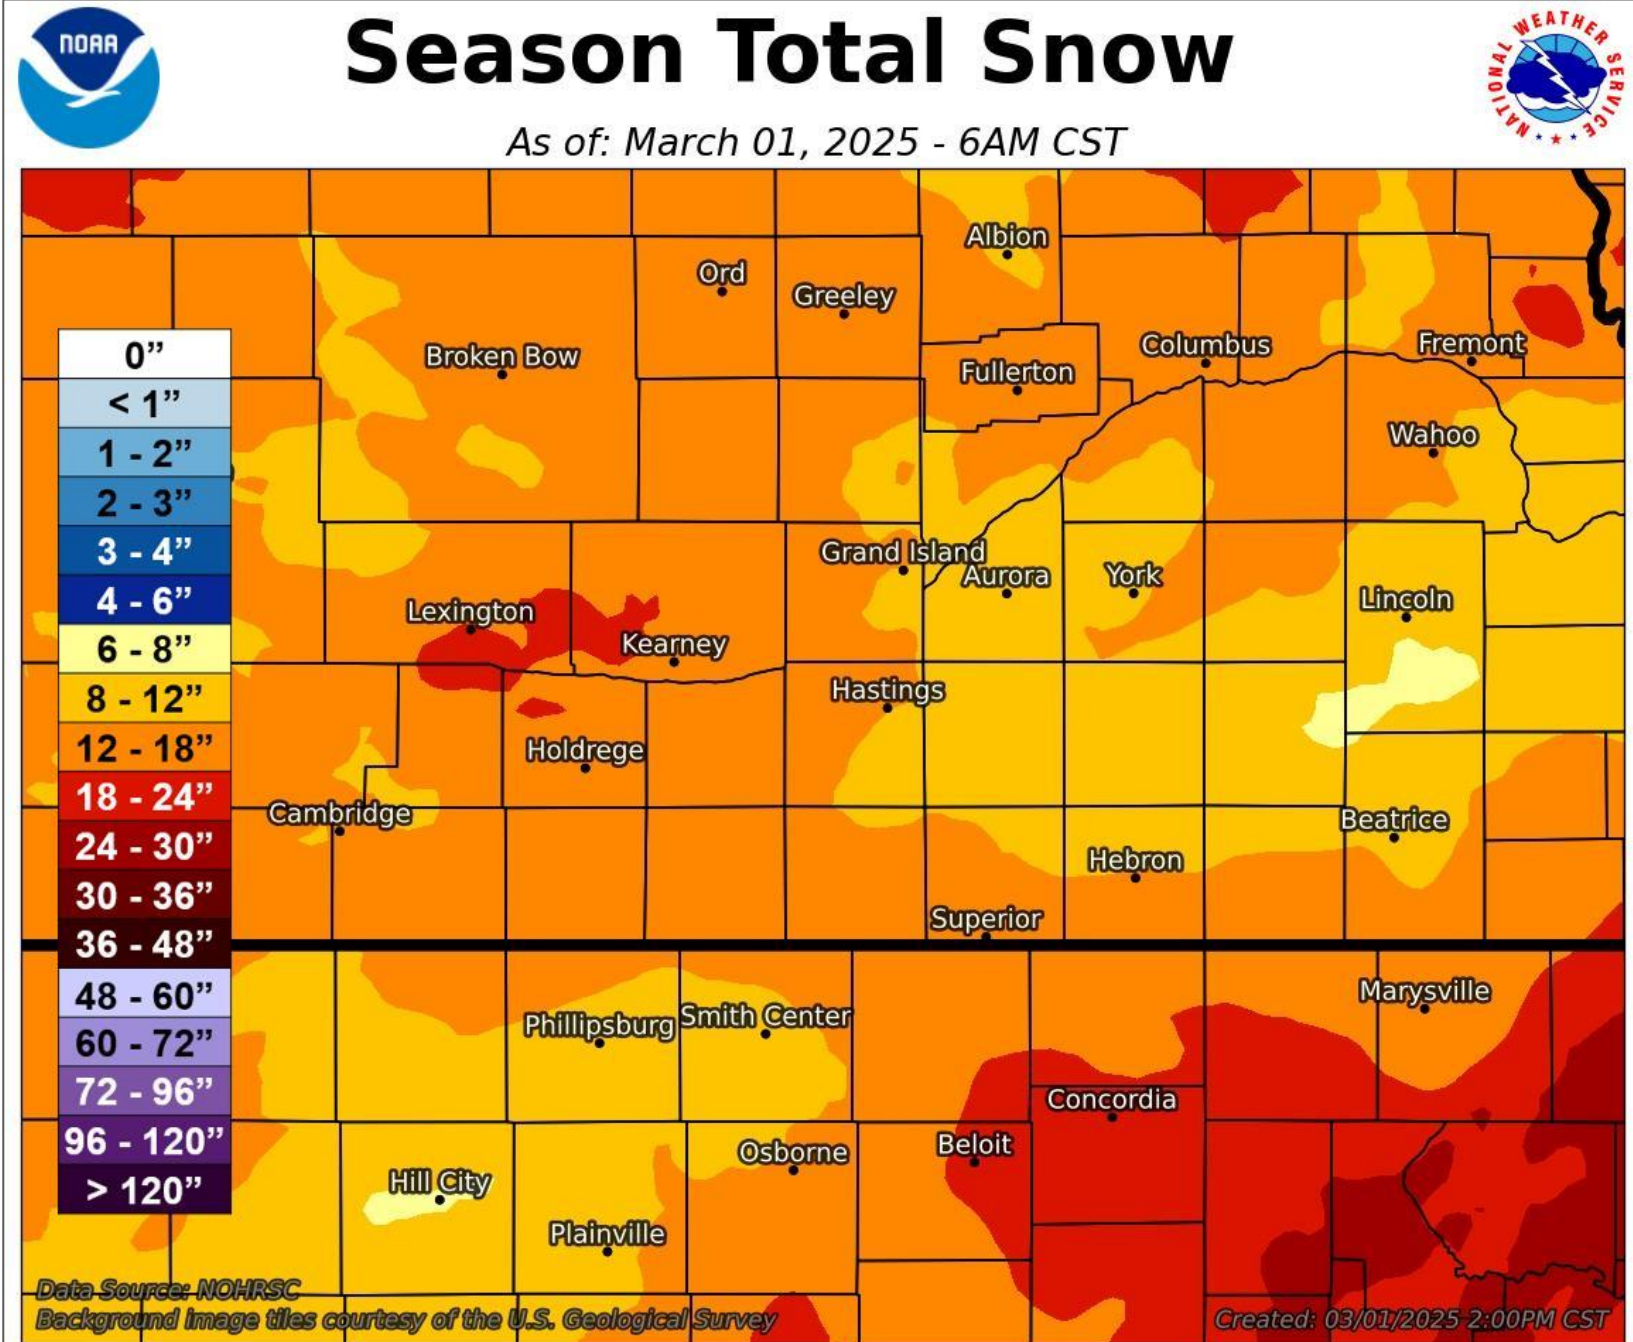 NOAA
Season Total Snow
As of: March 01, 2025 - 6AM CST
NATIONAL WEATHER SERVICE
Albion
Ord
Greeley
Broken Bow
Columbus
Fremont
Fullerton
Wahoo
Grand Island
Aurora
York
Lincoln
Lexington
Kearney
Hastings
Holdrege
Cambridge
Beatrice
Hebron
Superior
Marysville
Phillipsburg
Smith Center
Concordia
Beloit
Osborne
Hill City
Plainville
0”
< 1”
1 - 2”
2 - 3”
3 - 4”
4 - 6”
6 - 8”
8 - 12”
12 - 18”
18 - 24”
24 - 30”
30 - 36”
36 - 48”
48 - 60”
60 - 72”
72 - 96”
96 - 120”
> 120”
Data Source: NOHRSC
Background image tiles courtesy of the U.S. Geological Survey
Created: 03/01/2025 2:00PM CST